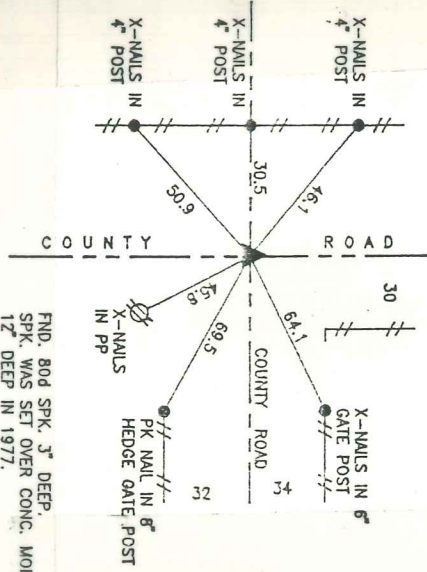 X-NAILS IN
4" POST
X-NAILS IN
4" POST
X-NAILS IN
4" POST
50.9
30.5
46.1
COUNTY ROAD
30
45.8
69.5
64.1
COUNTY ROAD
X-NAILS
IN PP
PK NAIL IN 8"
HEDGE GATE POST
X-NAILS IN 6"
GATE POST
32
34
FND. 80d SPK. 3" DEEP.
SPK. WAS SET OVER CONC. MO
12" DEEP IN 1977.